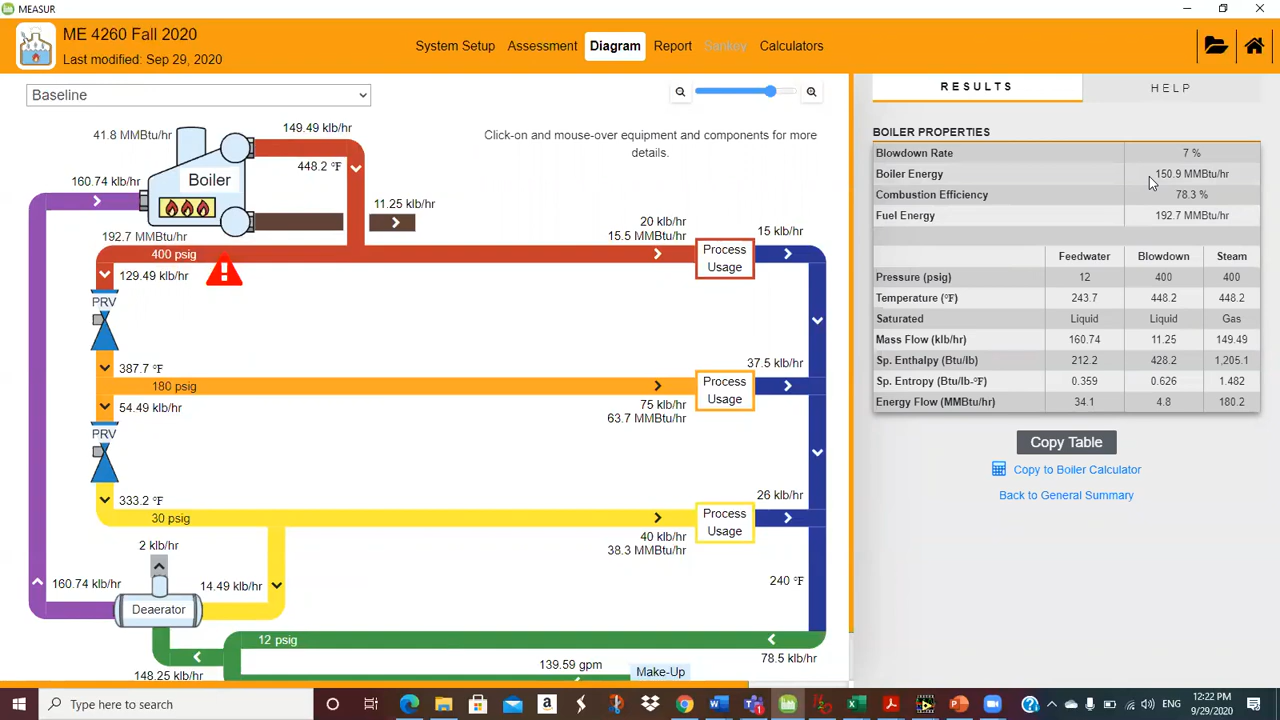 MEASUR
ME 4260 Fall 2020
Last modified: Sep 29, 2020
System Setup Assessment Diagram Report Sankey Calculators
Baseline
Click-on and mouse-over equipment and components for more
details.
41.8 MMBtu/hr
149.49 klb/hr
448.2 °F
160.74 klb/hr
Boiler
11.25 klb/hr
192.7 MMBtu/hr
400 psig
129.49 klb/hr
20 klb/hr
15.5 MMBtu/hr
Process
Usage
15 klb/hr
PRV
387.7 °F
180 psig
54.49 klb/hr
37.5 klb/hr
Process
Usage
75 klb/hr
63.7 MMBtu/hr
PRV
333.2 °F
30 psig
26 klb/hr
Process
Usage
40 klb/hr
38.3 MMBtu/hr
2 klb/hr
160.74 klb/hr
14.49 klb/hr
240 °F
Deaerator
12 psig
78.5 klb/hr
148.25 klb/hr
139.59 gpm
Make-Up
RESULTS HELP
BOILER PROPERTIES
Blowdown Rate 7 %
Boiler Energy 150.9 MMBtu/hr
Combustion Efficiency 78.3 %
Fuel Energy 192.7 MMBtu/hr
Feedwater Blowdown Steam
Pressure (psig) 12 400 400
Temperature (°F) 243.7 448.2 448.2
Saturated Liquid Liquid Gas
Mass Flow (klb/hr) 160.74 11.25 149.49
Sp. Enthalpy (Btu/lb) 212.2 428.2 1,205.1
Sp. Entropy (Btu/lb-°F) 0.359 0.626 1.482
Energy Flow (MMBtu/hr) 34.1 4.8 180.2
Copy Table
Copy to Boiler Calculator
Back to General Summary
Type here to search
ENG
12:22 PM
9/29/2020